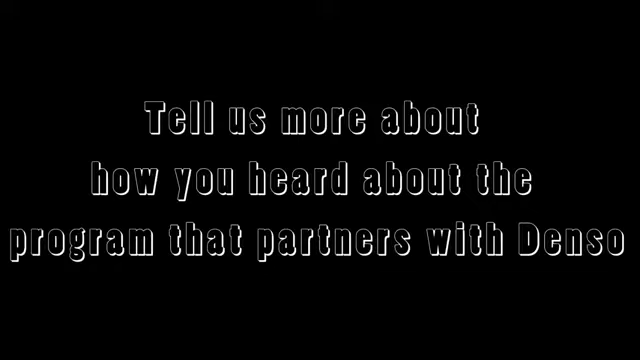 Tell us more about
how you heard about the
program that partners with Denso